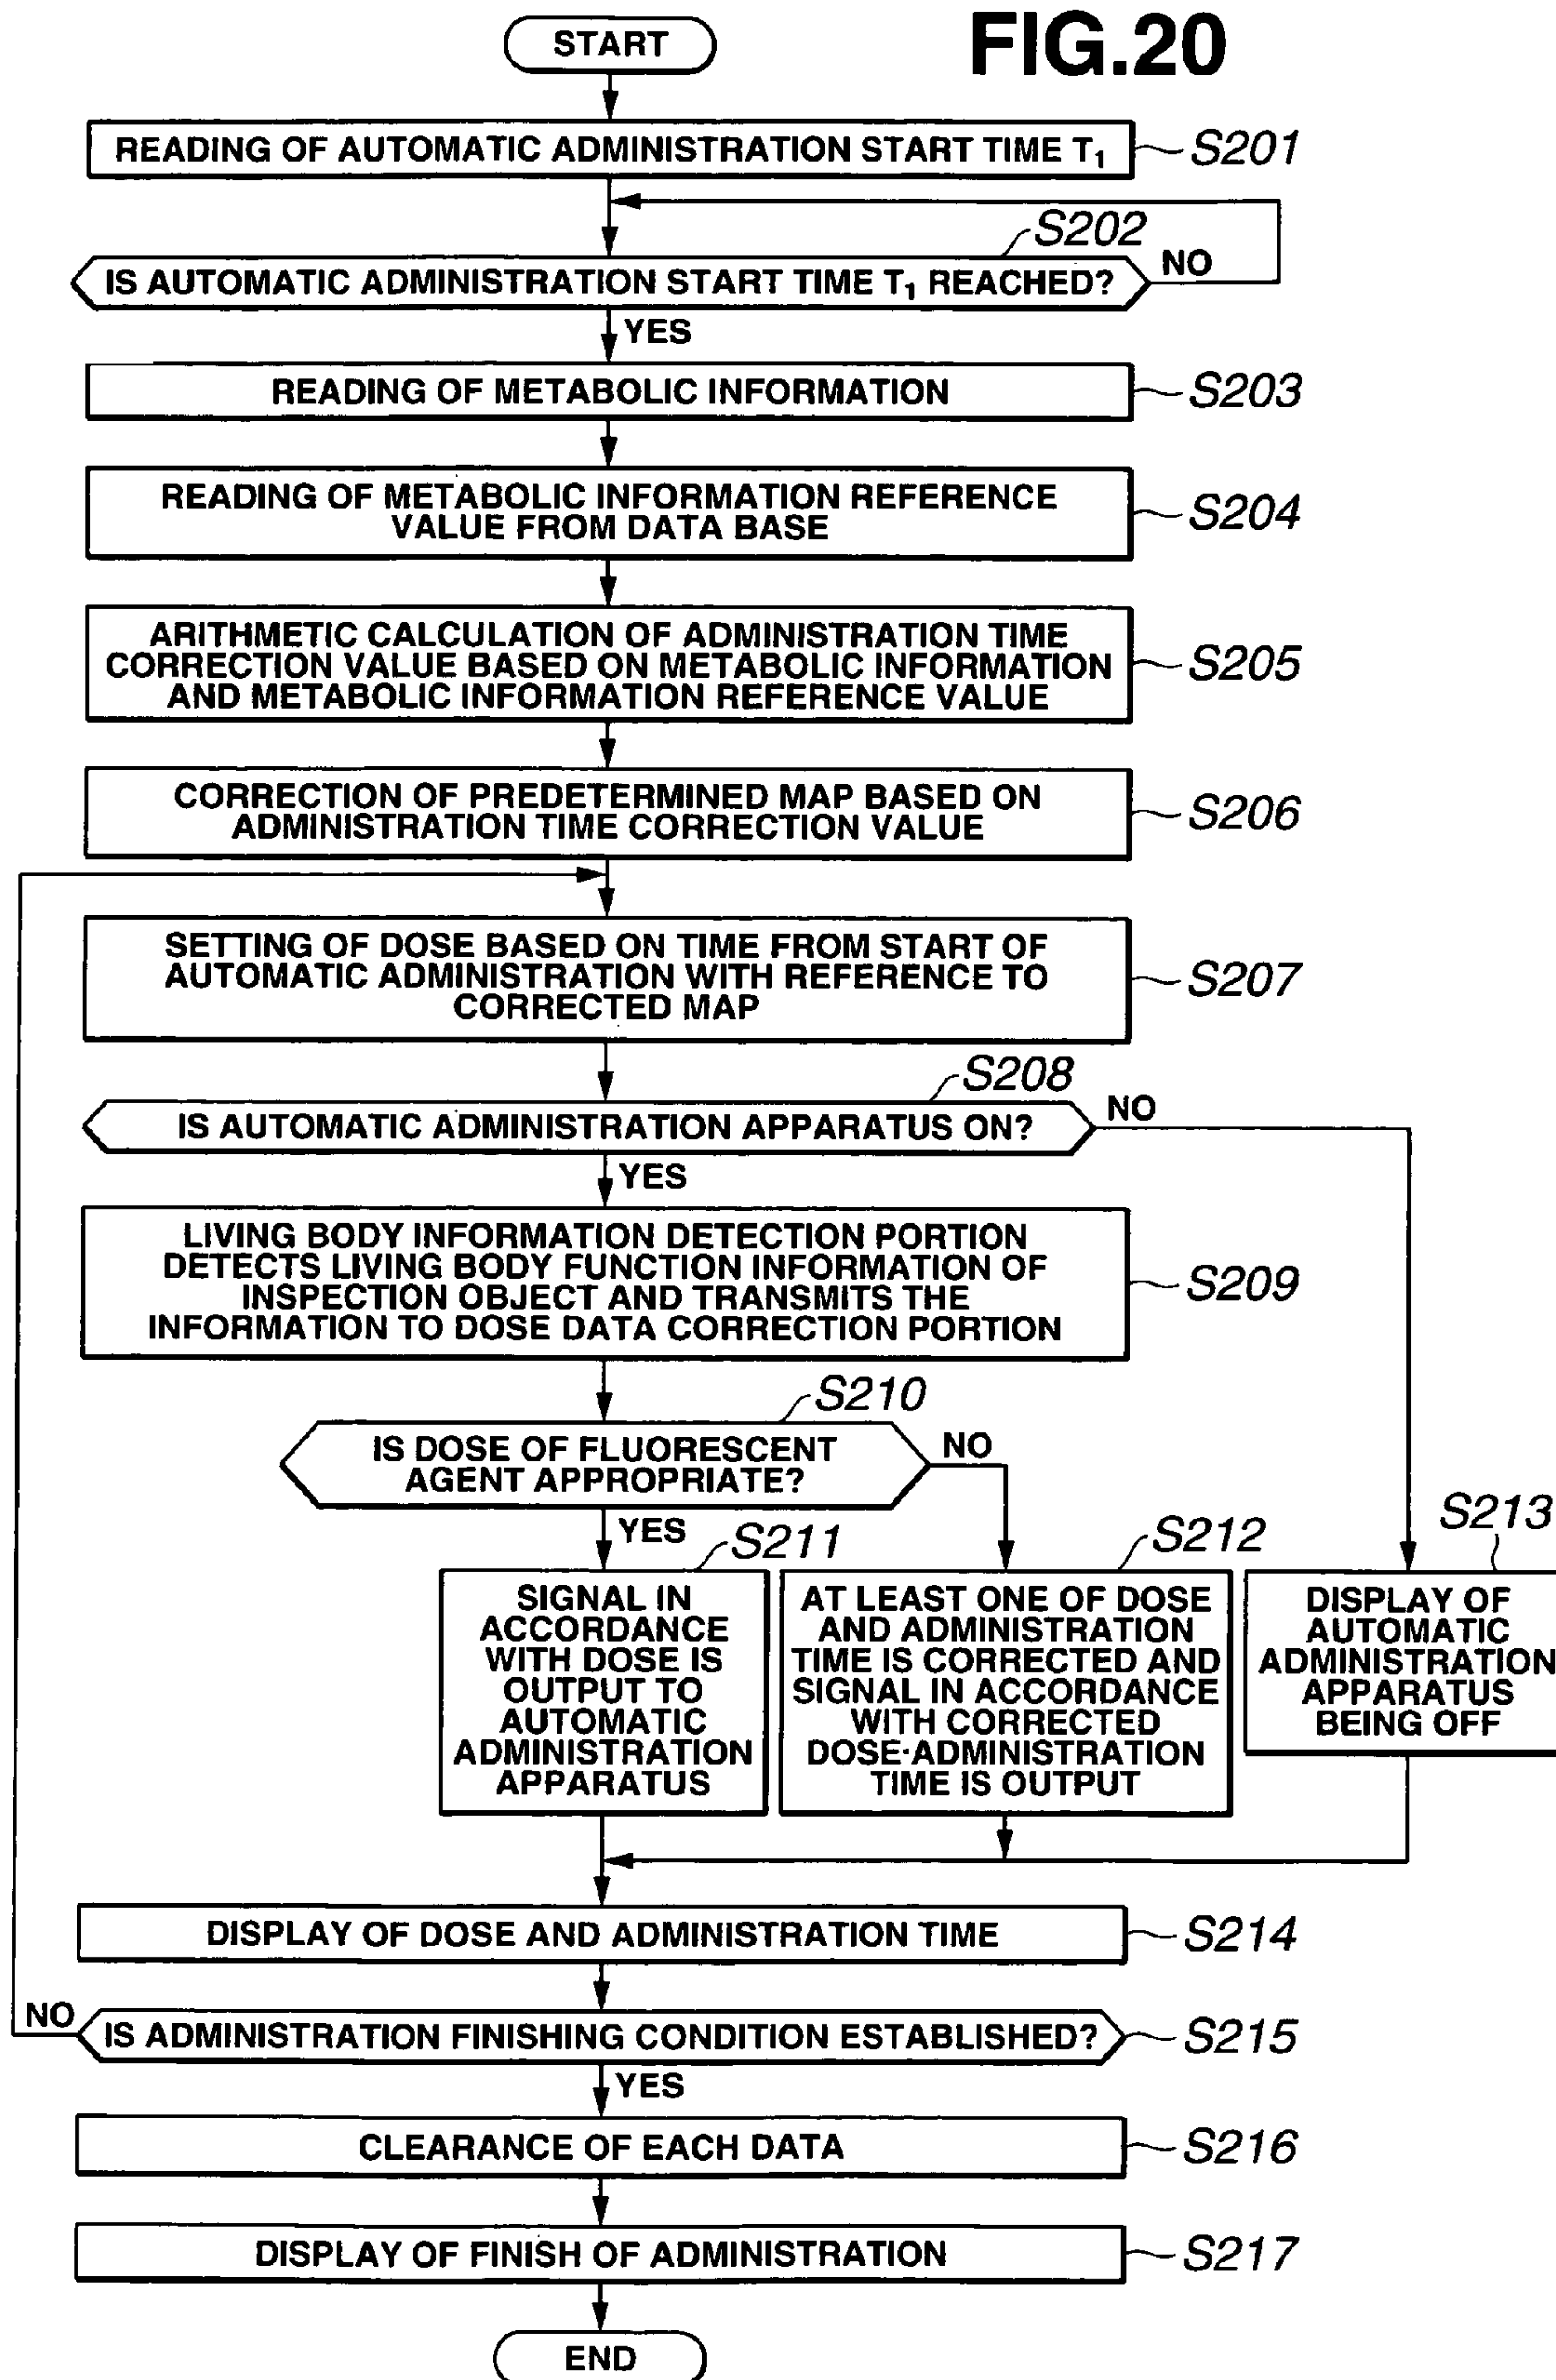 FIG.20
START
READING OF AUTOMATIC ADMINISTRATION START TIME T₁
S201
S202
IS AUTOMATIC ADMINISTRATION START TIME T₁ REACHED?
NO
YES
READING OF METABOLIC INFORMATION
S203
READING OF METABOLIC INFORMATION REFERENCE
VALUE FROM DATA BASE
S204
ARITHMETIC CALCULATION OF ADMINISTRATION TIME
CORRECTION VALUE BASED ON METABOLIC INFORMATION
AND METABOLIC INFORMATION REFERENCE VALUE
S205
CORRECTION OF PREDETERMINED MAP BASED ON
ADMINISTRATION TIME CORRECTION VALUE
S206
SETTING OF DOSE BASED ON TIME FROM START OF
AUTOMATIC ADMINISTRATION WITH REFERENCE TO
CORRECTED MAP
S207
S208
IS AUTOMATIC ADMINISTRATION APPARATUS ON?
NO
YES
LIVING BODY INFORMATION DETECTION PORTION
DETECTS LIVING BODY FUNCTION INFORMATION OF
INSPECTION OBJECT AND TRANSMITS THE
INFORMATION TO DOSE DATA CORRECTION PORTION
S209
S210
IS DOSE OF FLUORESCENT
AGENT APPROPRIATE?
NO
YES
S211
SIGNAL IN
ACCORDANCE
WITH DOSE IS
OUTPUT TO
AUTOMATIC
ADMINISTRATION
APPARATUS
S212
AT LEAST ONE OF DOSE
AND ADMINISTRATION
TIME IS CORRECTED AND
SIGNAL IN ACCORDANCE
WITH CORRECTED
DOSE·ADMINISTRATION
TIME IS OUTPUT
S213
DISPLAY OF
AUTOMATIC
ADMINISTRATION
APPARATUS
BEING OFF
DISPLAY OF DOSE AND ADMINISTRATION TIME
S214
NO
IS ADMINISTRATION FINISHING CONDITION ESTABLISHED?
S215
YES
CLEARANCE OF EACH DATA
S216
DISPLAY OF FINISH OF ADMINISTRATION
S217
END